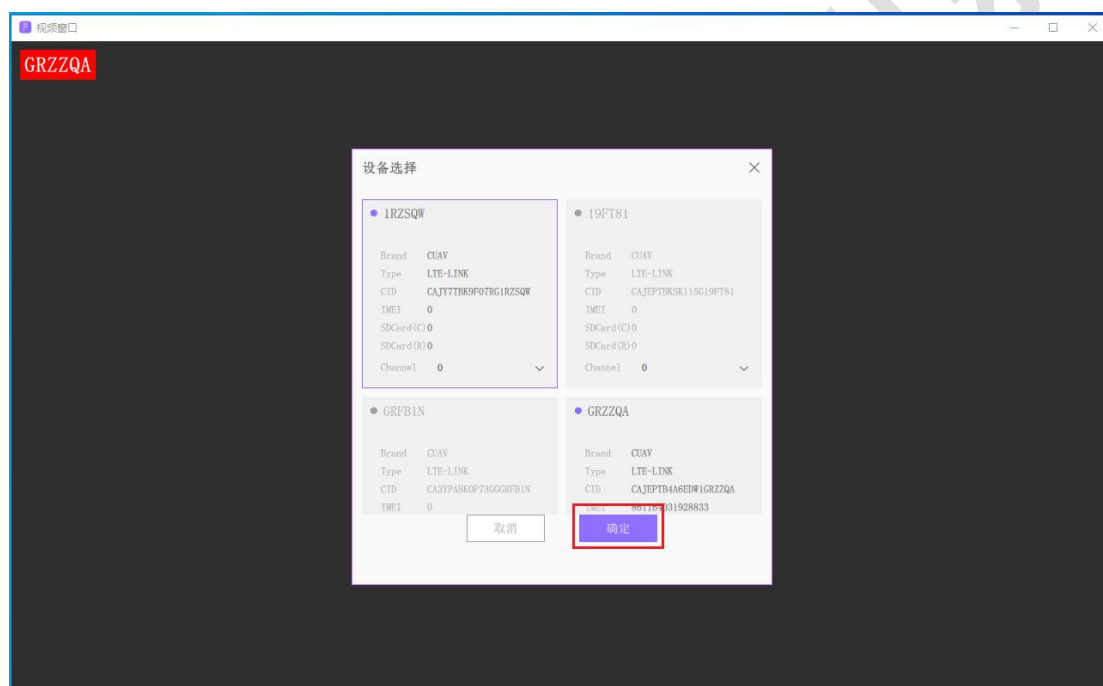 视频窗口
GRZZQA
设备选择
1RZSQW
Brand CUAV
Type LTE-LINK
CID CAJY7TBK9F07RG1RZSQW
IMEI 0
SDCard(C) 0
SDCard(R) 0
Channel 0
19FT81
Brand CUAV
Type LTE-LINK
CID CAJEPTBKSK115G19FT81
IMEI 0
SDCard(C) 0
SDCard(R) 0
Channel 0
GRFB1N
Brand CUAV
Type LTE-LINK
CID CA3YPABK0P73GGGRFB1N
IMEI 0
GRZZQA
Brand CUAV
Type LTE-LINK
CID CAJEPTB4A6EDW1GRZZQA
IMEI 861164031928833
取消
确定